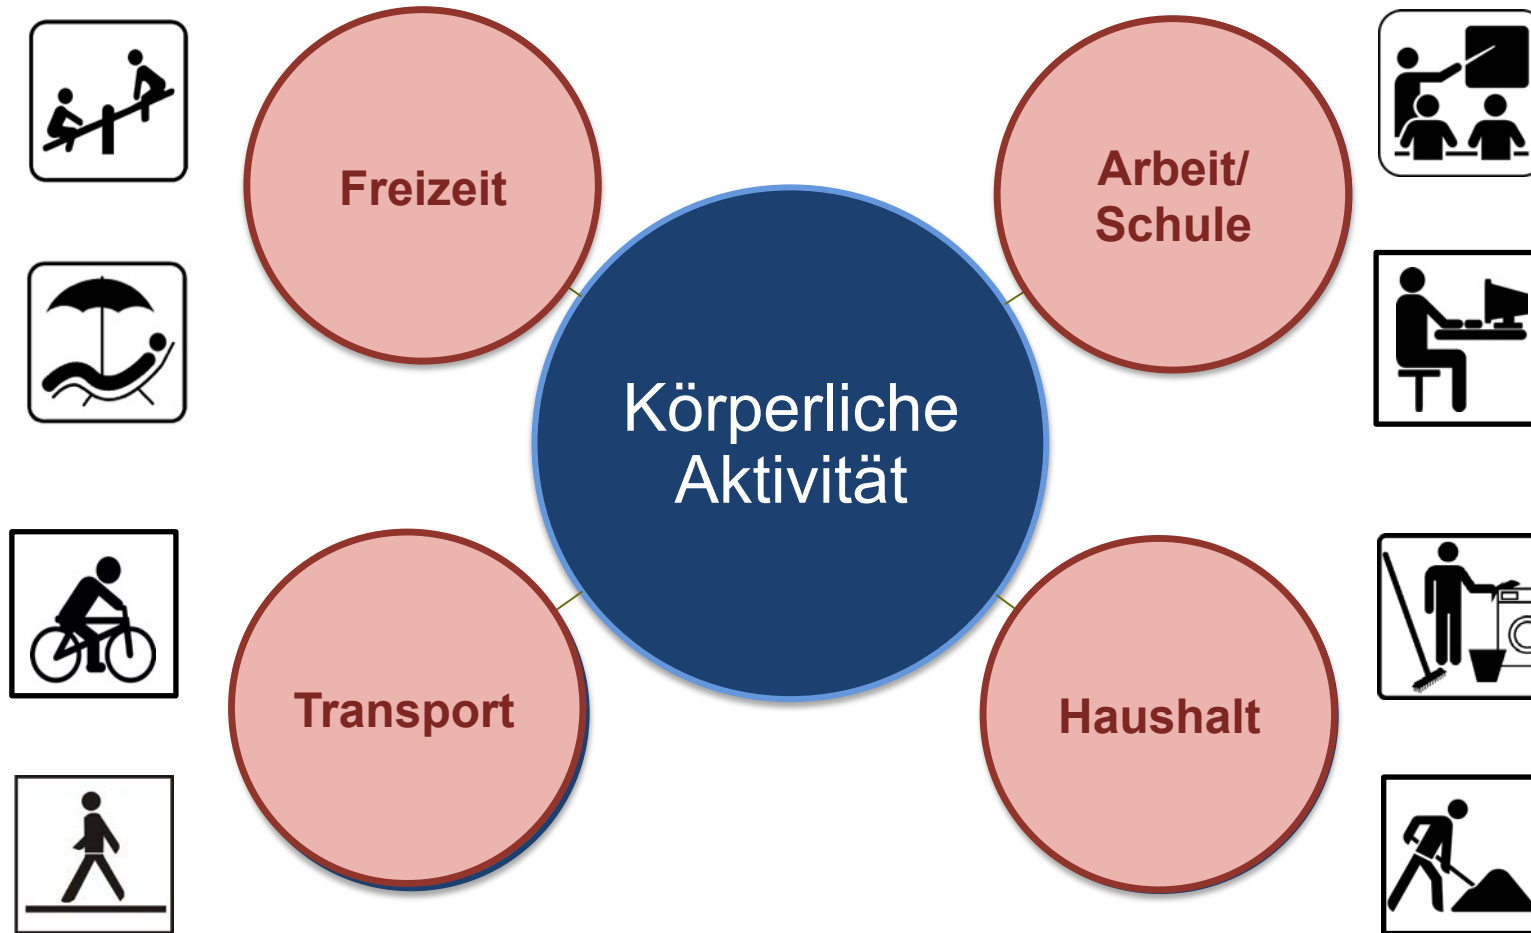 Freizeit
Arbeit/
Schule
Körperliche
Aktivität
Transport
Haushalt